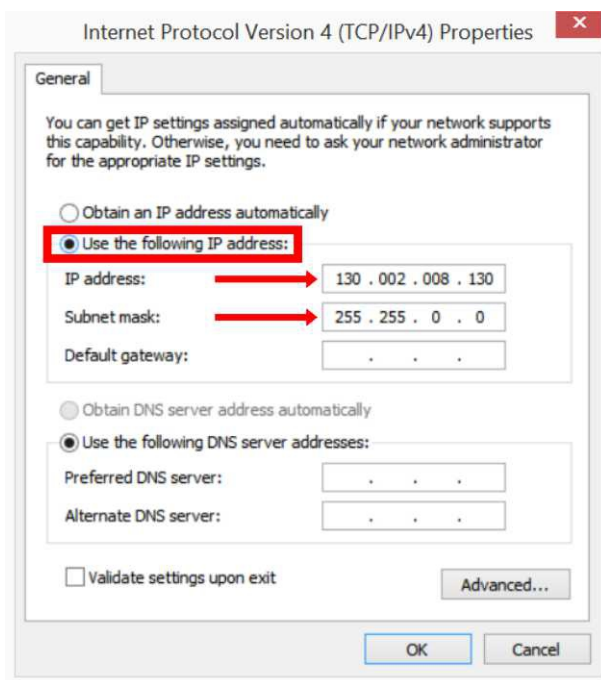 Internet Protocol Version 4 (TCP/IPv4) Properties
General
You can get IP settings assigned automatically if your network supports
this capability. Otherwise, you need to ask your network administrator
for the appropriate IP settings.
Obtain an IP address automatically
Use the following IP address:
IP address: 130 . 002 . 008 . 130
Subnet mask: 255 . 255 . 0 . 0
Default gateway: . . .
Obtain DNS server address automatically
Use the following DNS server addresses:
Preferred DNS server: . . .
Alternate DNS server: . . .
Validate settings upon exit
Advanced...
OK Cancel